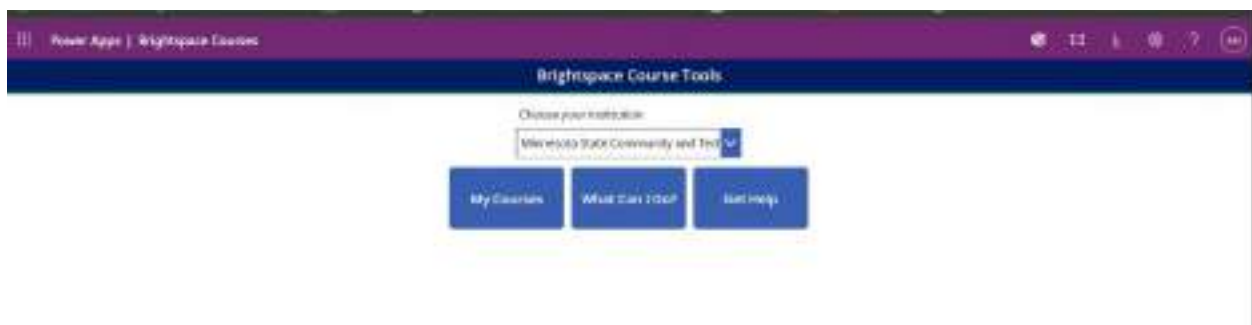 Power Apps | Brightspace Courses
Brightspace Course Tools
Choose your institution
Minnesota State Community and Tech
My Courses
What Can I Do?
Get Help